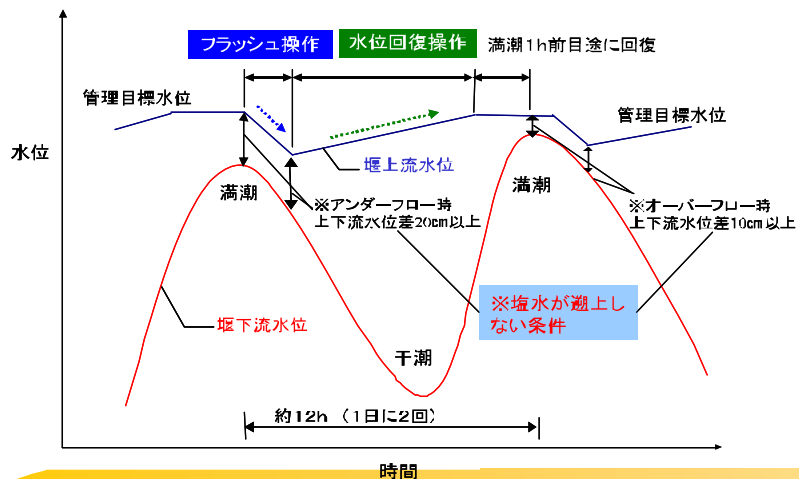 フラッシュ操作
水位回復操作
満潮1h前目途に回復
管理目標水位
管理目標水位
水位
堰上流水位
満潮
満潮
※アンダーフロー時
上下流水位差20cm以上
※オーバーフロー時
上下流水位差10cm以上
※塩水が遡上し
ない条件
堰下流水位
干潮
約12h （1日に2回）
時間